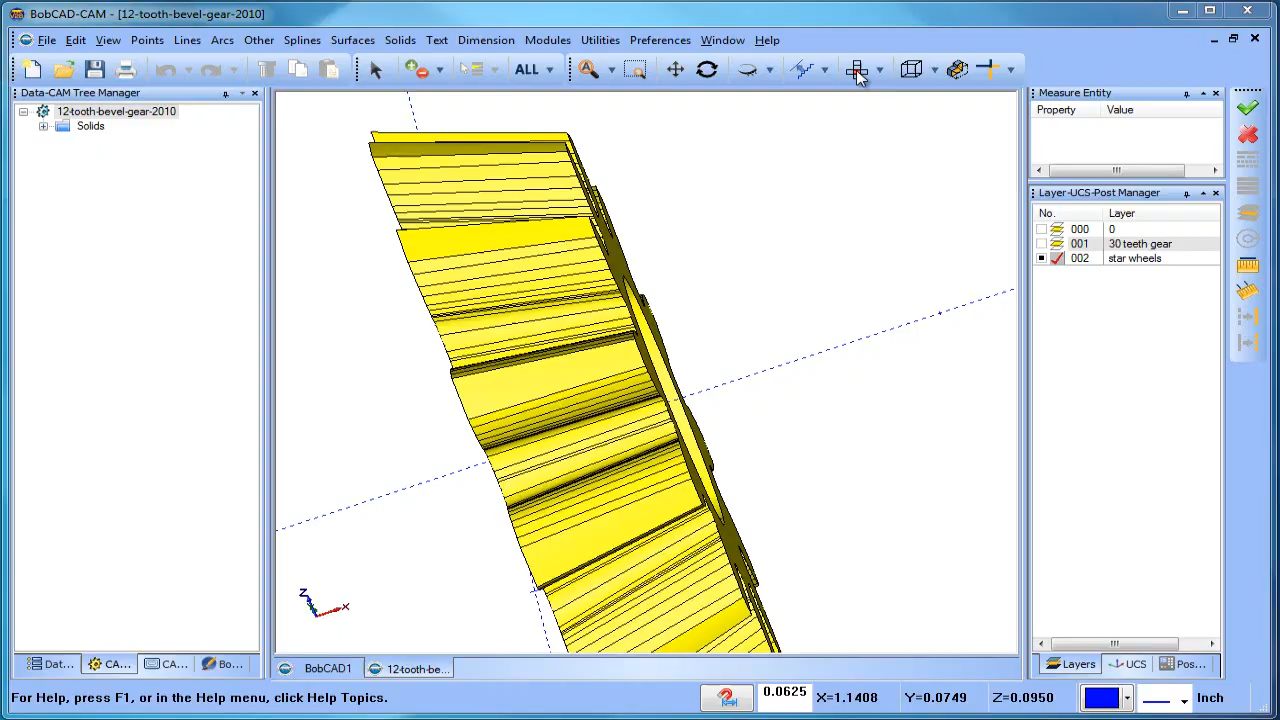 BobCAD-CAM - [12-tooth-bevel-gear-2010]
File Edit View Points Lines Arcs Other Splines Surfaces Solids Text Dimension Modules Utilities Preferences Window Help
ALL
Data-CAM Tree Manager
12-tooth-bevel-gear-2010
Solids
Measure Entity
Property Value
Layer-UCS-Post Manager
No. Layer
000 0
001 30 teeth gear
002 star wheels
Z
X
Dat... CA... CA... Bo...
BobCAD1 12-tooth-be...
Layers UCS Pos...
For Help, press F1, or in the Help menu, click Help Topics.
0.0625 X=1.1408 Y=0.0749 Z=0.0950 Inch